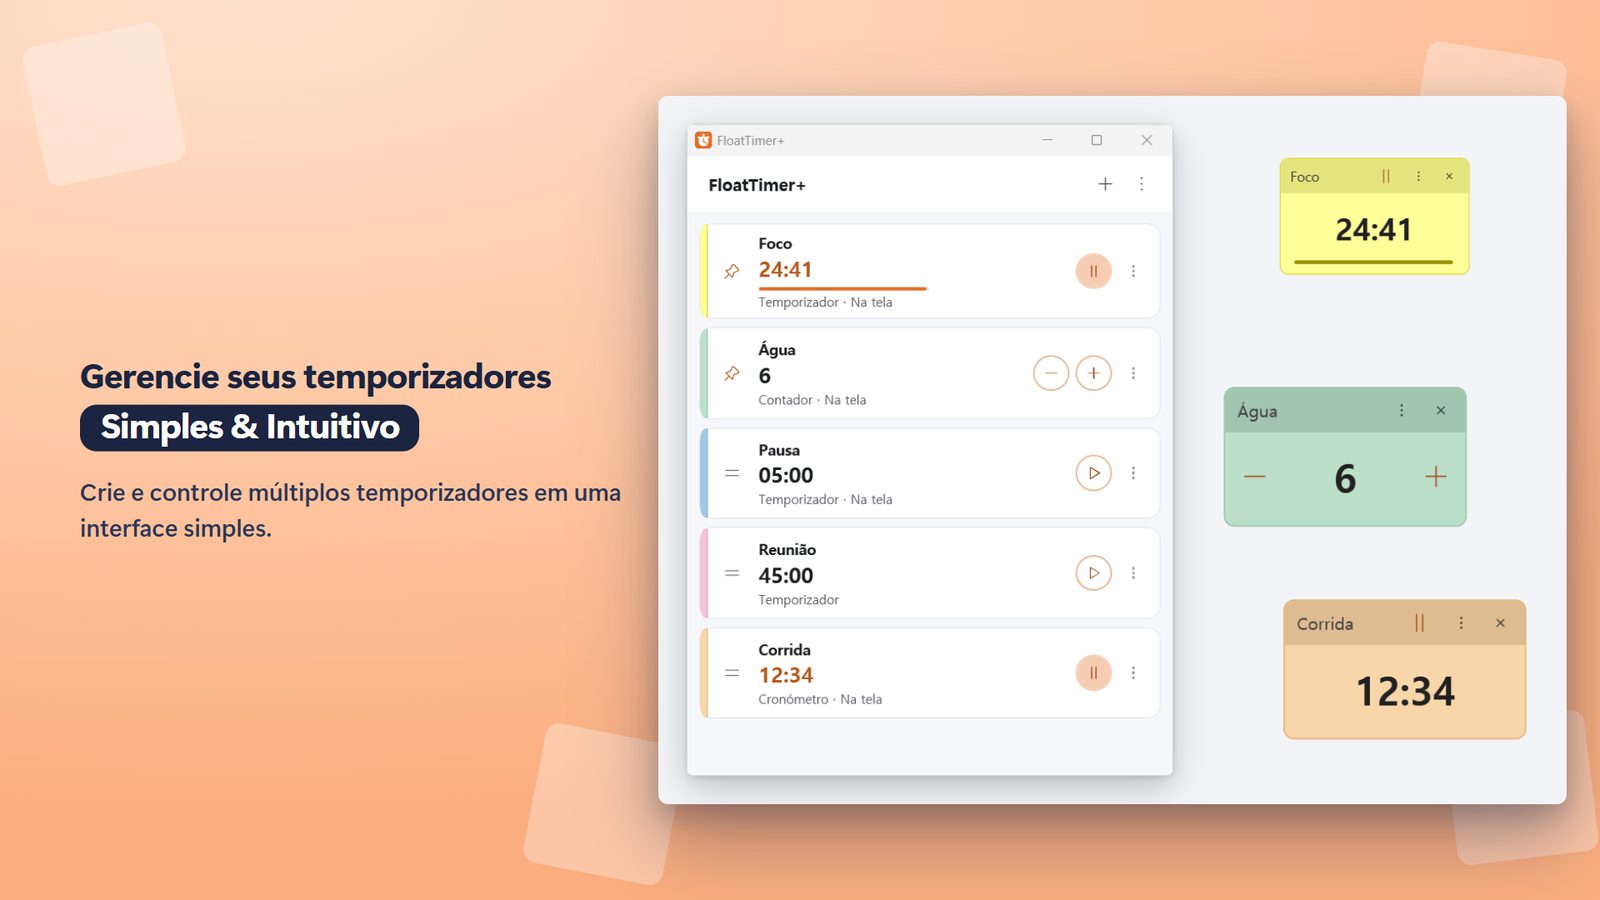 Gerencie seus temporizadores
Simples & Intuitivo
Crie e controle múltiplos temporizadores em uma
interface simples.
FloatTimer+
FloatTimer+
Foco
24:41
Temporizador · Na tela
Água
6
Contador · Na tela
Pausa
05:00
Temporizador · Na tela
Reunião
45:00
Temporizador
Corrida
12:34
Cronómetro · Na tela
Foco
24:41
Água
6
Corrida
12:34